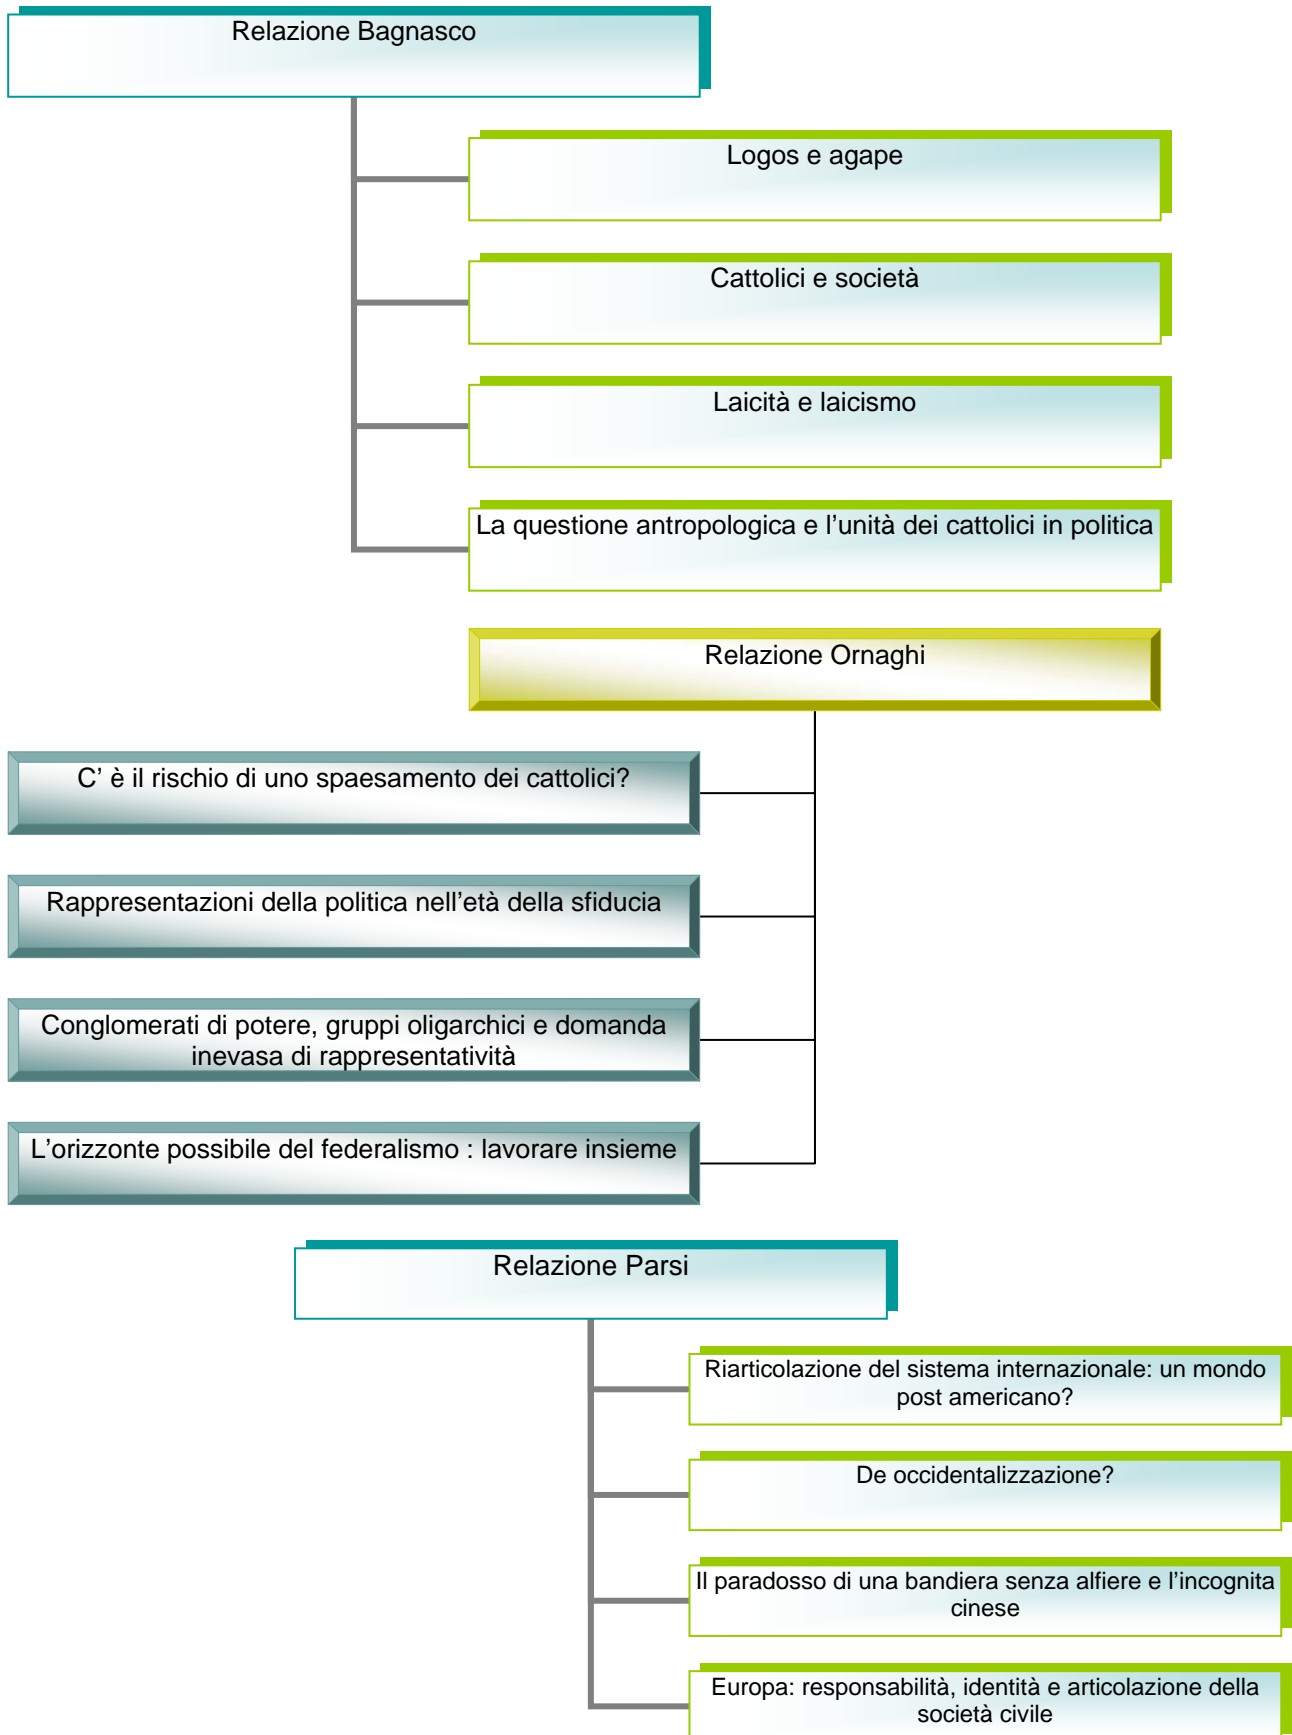 Relazione Bagnasco
Logos e agape
Cattolici e società
Laicità e laicismo
La questione antropologica e l’unità dei cattolici in politica
Relazione Ornaghi
C’ è il rischio di uno spaesamento dei cattolici?
Rappresentazioni della politica nell’età della sfiducia
Conglomerati di potere, gruppi oligarchici e domanda
inevasa di rappresentatività
L’orizzonte possibile del federalismo : lavorare insieme
Relazione Parsi
Riarticolazione del sistema internazionale: un mondo
post americano?
De occidentalizzazione?
Il paradosso di una bandiera senza alfiere e l’incognita
cinese
Europa: responsabilità, identità e articolazione della
società civile